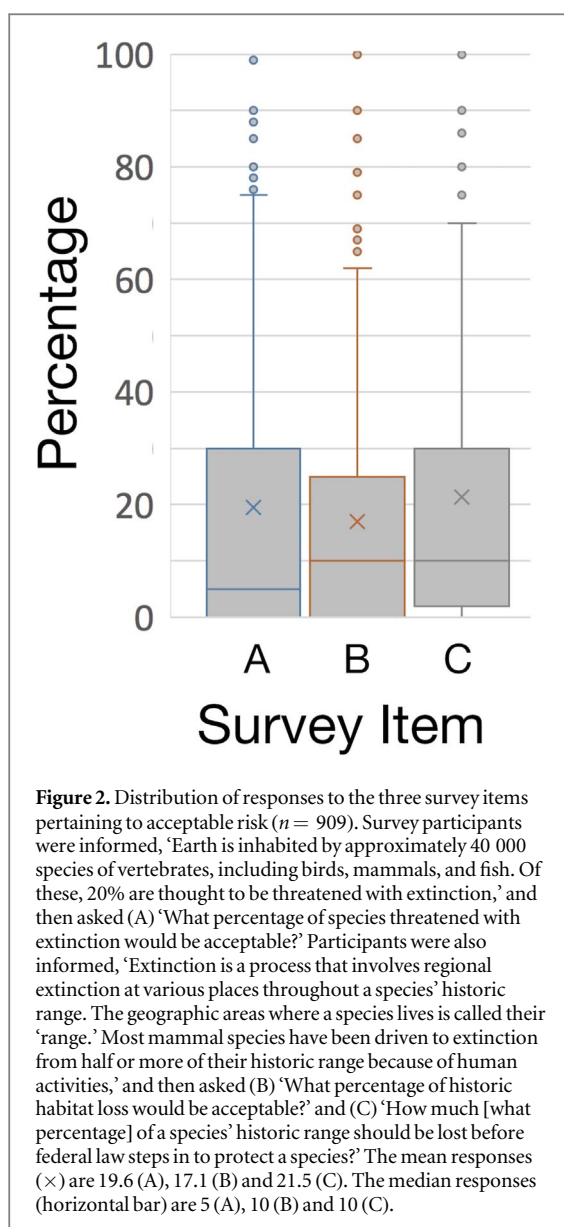 100
80
60
40
20
0
Percentage
A B C
Survey Item
Figure 2. Distribution of responses to the three survey items
pertaining to acceptable risk (n = 909). Survey participants
were informed, ‘Earth is inhabited by approximately 40 000
species of vertebrates, including birds, mammals, and fish. Of
these, 20% are thought to be threatened with extinction,’ and
then asked (A) ‘What percentage of species threatened with
extinction would be acceptable?’ Participants were also
informed, ‘Extinction is a process that involves regional
extinction at various places throughout a species’ historic
range. The geographic areas where a species lives is called their
‘range.’ Most mammal species have been driven to extinction
from half or more of their historic range because of human
activities,’ and then asked (B) ‘What percentage of historic
habitat loss would be acceptable?’ and (C) ‘How much [what
percentage] of a species’ historic range should be lost before
federal law steps in to protect a species?’ The mean responses
(×) are 19.6 (A), 17.1 (B) and 21.5 (C). The median responses
(horizontal bar) are 5 (A), 10 (B) and 10 (C).